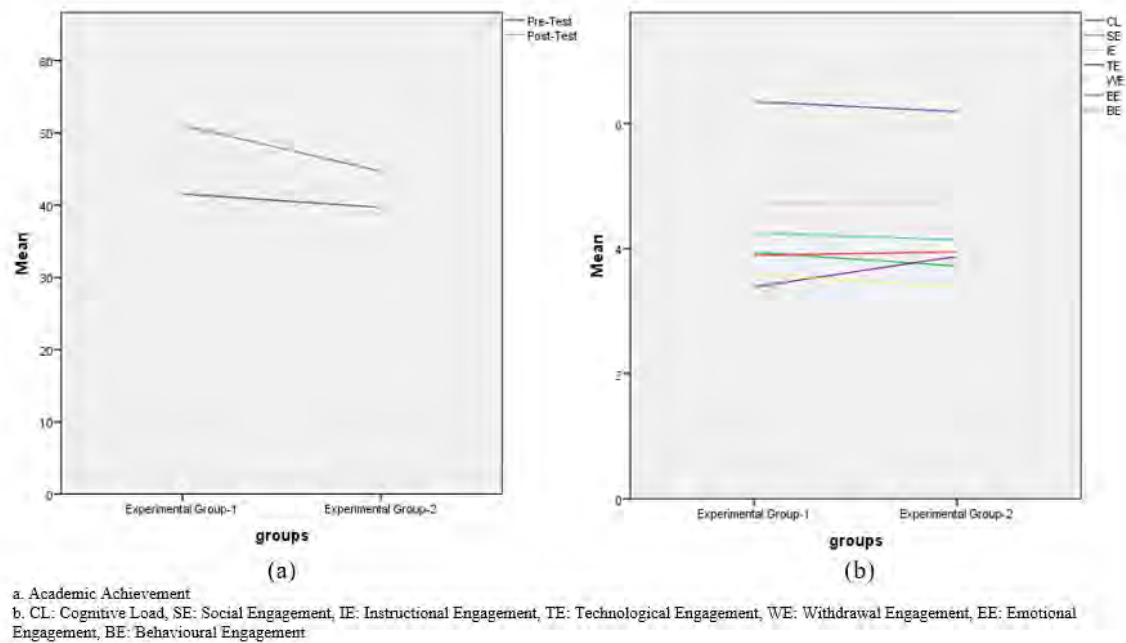 Pre-Test
Post-Test
60
50
40
30
20
10
0
Mean
Experimental Group-1
Experimental Group-2
groups
(a)
CL
SE
IE
TE
WE
EE
BE
6
4
2
0
Mean
Experimental Group-1
Experimental Group-2
groups
(b)
a. Academic Achievement
b. CL: Cognitive Load, SE: Social Engagement, IE: Instructional Engagement, TE: Technological Engagement, WE: Withdrawal Engagement, EE: Emotional
Engagement, BE: Behavioural Engagement